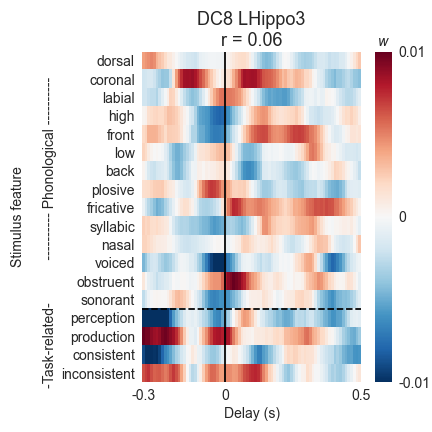 DC8 LHippo3
r = 0.06
w
dorsal
coronal
labial
high
front
low
back
plosive
fricative
syllabic
nasal
voiced
obstruent
sonorant
perception
production
consistent
inconsistent
Stimulus feature
---------- Phonological ----------
-Task-related-
0.01
0
-0.01
-0.3
0
0.5
Delay (s)